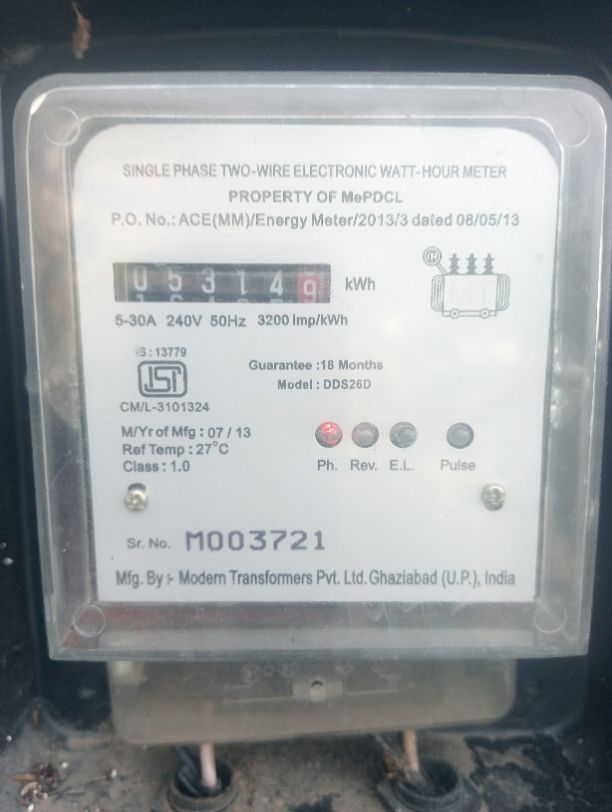 SINGLE PHASE TWO-WIRE ELECTRONIC WATT-HOUR METER
PROPERTY OF MePDCL
P.O. No.: ACE(MM)/Energy Meter/2013/3 dated 08/05/13
053149 kWh
5-30A 240V 50Hz 3200 Imp/kWh
IS : 13779
ISI
CM/L-3101324
Guarantee :18 Months
Model : DDS26D
M/Yr of Mfg : 07 / 13
Ref Temp : 27°C
Class : 1.0
Ph. Rev. E.L. Pulse
Sr. No. M003721
Mfg. By :- Modern Transformers Pvt. Ltd. Ghaziabad (U.P.), India